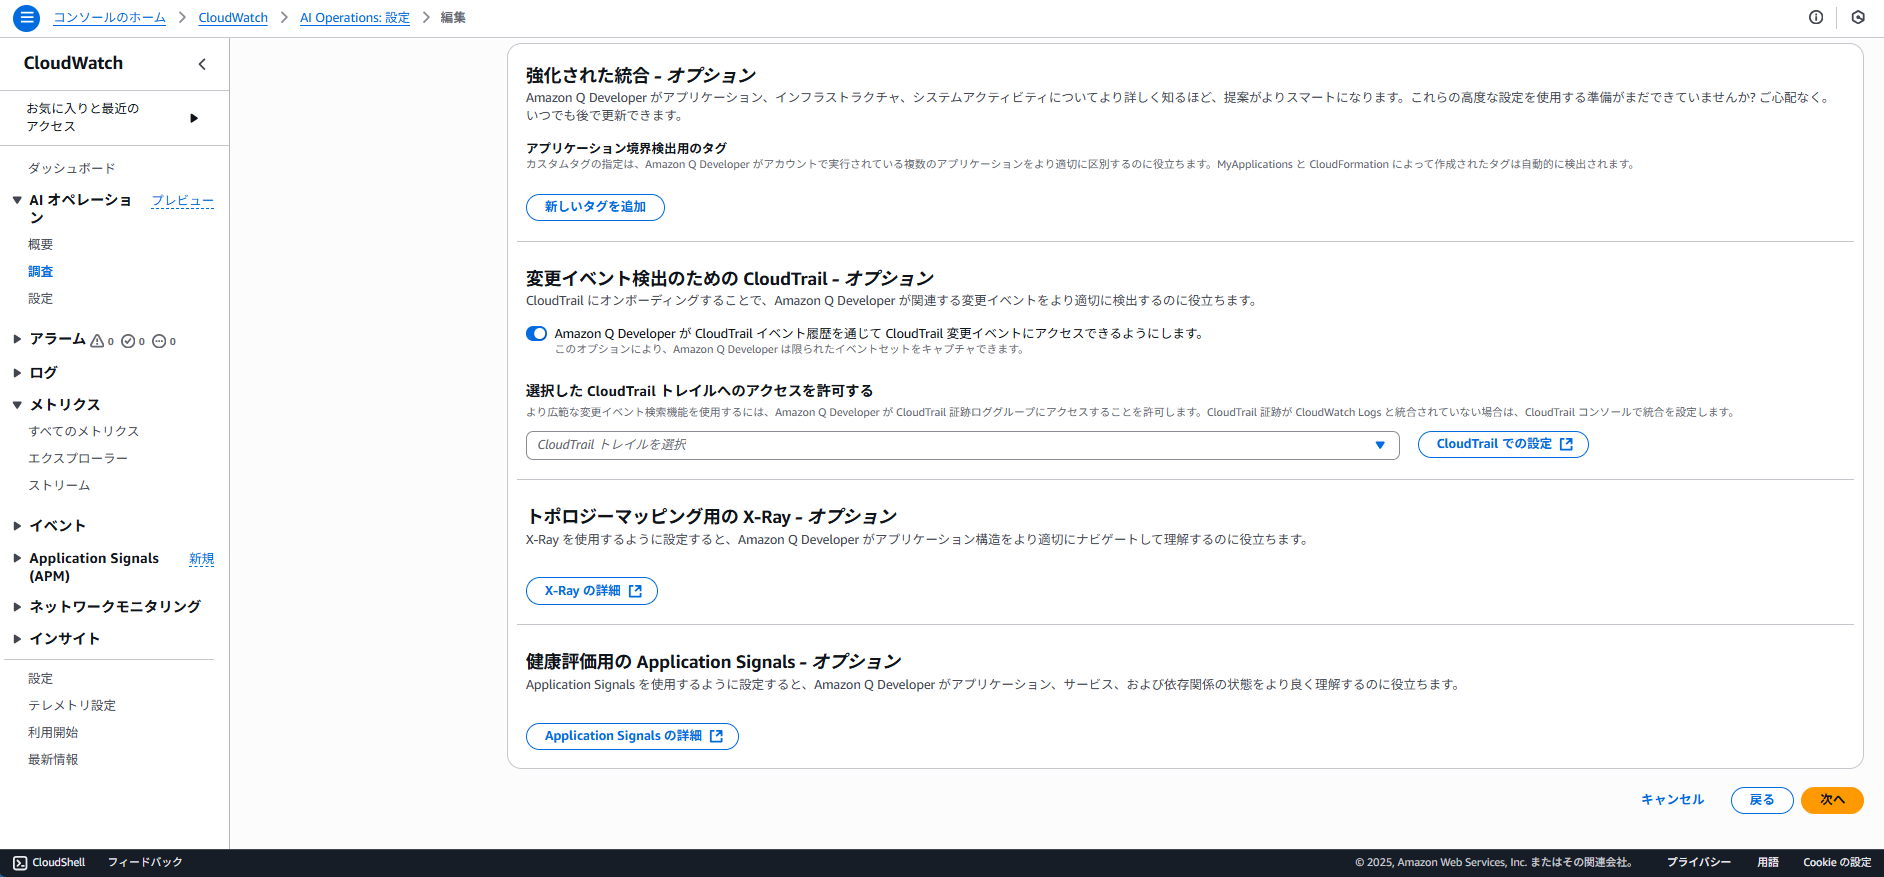 コンソールのホーム
CloudWatch
AI Operations: 設定
編集
CloudWatch
お気に入りと最近の
アクセス
ダッシュボード
AI オペレーショ
ン
プレビュー
概要
調査
設定
アラーム 0 0 0
ログ
メトリクス
すべてのメトリクス
エクスプローラー
ストリーム
イベント
Application Signals
(APM)
新規
ネットワークモニタリング
インサイト
設定
テレメトリ設定
利用開始
最新情報
強化された統合 - オプション
Amazon Q Developer がアプリケーション、インフラストラクチャ、システムアクティビティについてより詳しく知るほど、提案がよりスマートになります。これらの高度な設定を使用する準備がまだできていませんか? ご心配なく。
いつでも後で更新できます。
アプリケーション境界検出用のタグ
カスタムタグの指定は、Amazon Q Developer がアカウントで実行されている複数のアプリケーションをより適切に区別するのに役立ちます。MyApplications と CloudFormation によって作成されたタグは自動的に検出されます。
新しいタグを追加
変更イベント検出のための CloudTrail - オプション
CloudTrail にオンボーディングすることで、Amazon Q Developer が関連する変更イベントをより適切に検出するのに役立ちます。
Amazon Q Developer が CloudTrail イベント履歴を通じて CloudTrail 変更イベントにアクセスできるようにします。
このオプションにより、Amazon Q Developer は限られたイベントセットをキャプチャできます。
選択した CloudTrail トレイルへのアクセスを許可する
より広範な変更イベント検索機能を使用するには、Amazon Q Developer が CloudTrail 証跡ロググループにアクセスすることを許可します。CloudTrail 証跡が CloudWatch Logs と統合されていない場合は、CloudTrail コンソールで統合を設定します。
CloudTrail トレイルを選択
CloudTrail での設定
トポロジーマッピング用の X-Ray - オプション
X-Ray を使用するように設定すると、Amazon Q Developer がアプリケーション構造をより適切にナビゲートして理解するのに役立ちます。
X-Ray の詳細
健康評価用の Application Signals - オプション
Application Signals を使用するように設定すると、Amazon Q Developer がアプリケーション、サービス、および依存関係の状態をより良く理解するのに役立ちます。
Application Signals の詳細
キャンセル
戻る
次へ
CloudShell
フィードバック
© 2025, Amazon Web Services, Inc. またはその関連会社。
プライバシー
用語
Cookie の設定